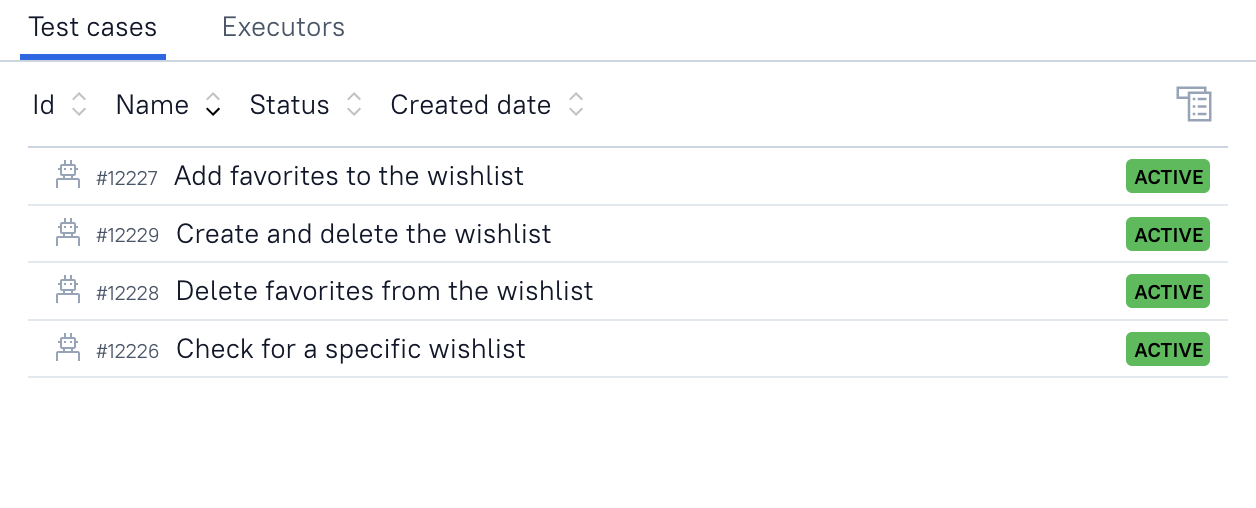 Test cases Executors
Id Name Status Created date
#12227 Add favorites to the wishlist ACTIVE
#12229 Create and delete the wishlist ACTIVE
#12228 Delete favorites from the wishlist ACTIVE
#12226 Check for a specific wishlist ACTIVE